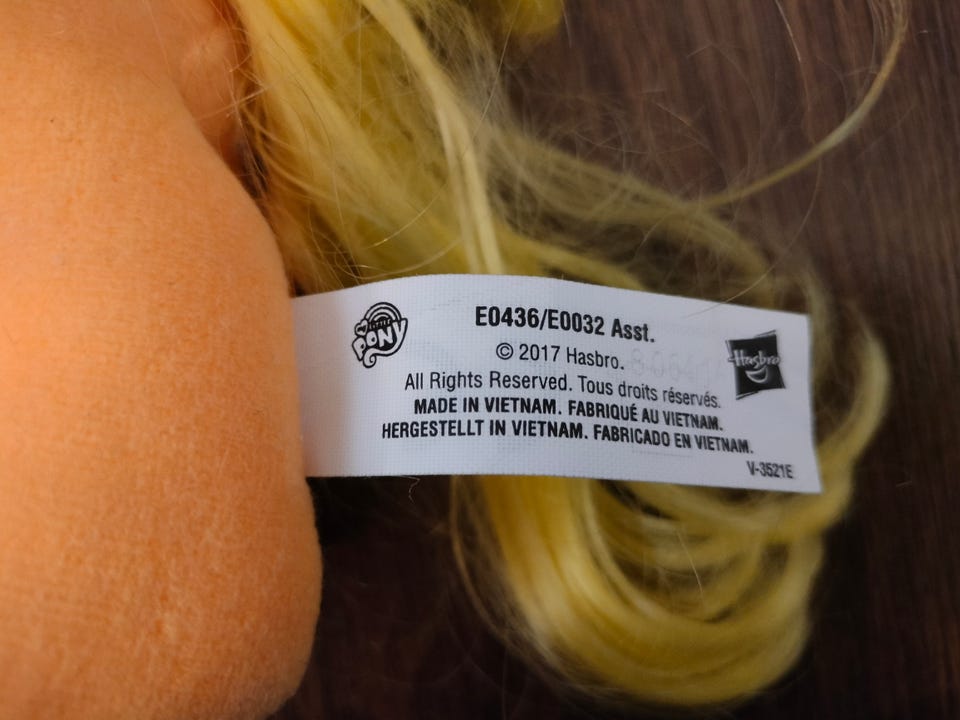 MY LITTLE PONY
E0436/E0032 Asst.
© 2017 Hasbro.
Hasbro
All Rights Reserved. Tous droits réservés.
MADE IN VIETNAM. FABRIQUÉ AU VIETNAM.
HERGESTELLT IN VIETNAM. FABRICADO EN VIETNAM.
V-3521E